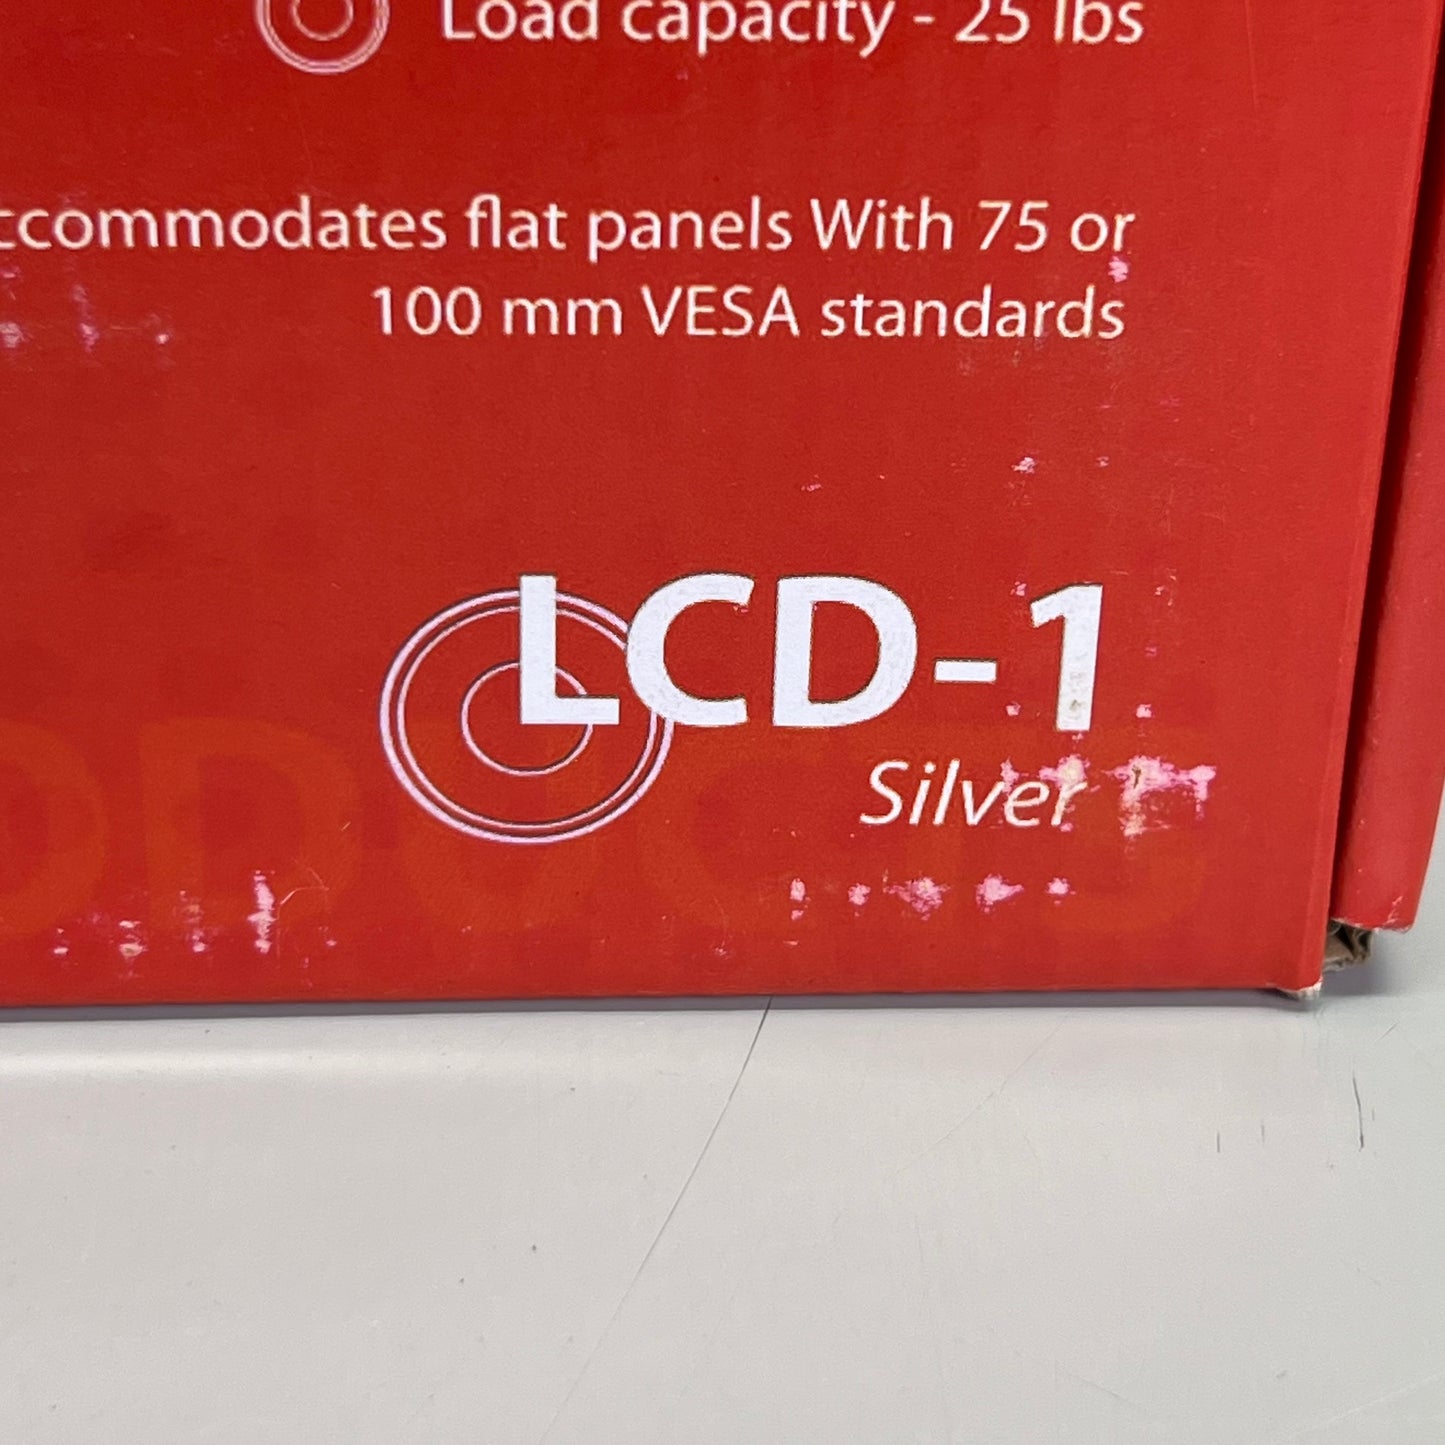 Load capacity - 25 lbs
ccommodates flat panels With 75 or
100 mm VESA standards
LCD-1
Silver